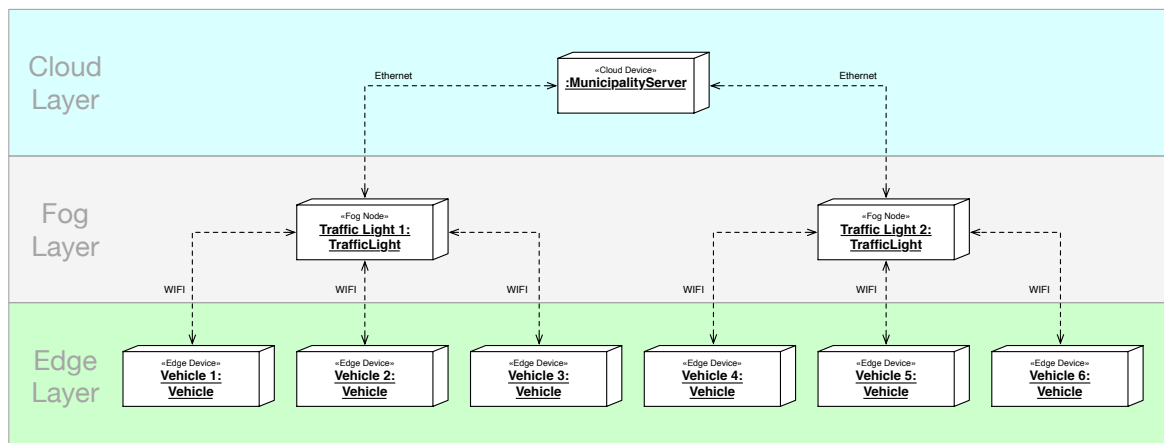 Cloud
Layer
«Cloud Device»
:MunicipalityServer
Ethernet
Ethernet
Fog
Layer
«Fog Node»
Traffic Light 1:
TrafficLight
«Fog Node»
Traffic Light 2:
TrafficLight
WIFI
WIFI
WIFI
WIFI
WIFI
WIFI
Edge
Layer
«Edge Device»
Vehicle 1:
Vehicle
«Edge Device»
Vehicle 2:
Vehicle
«Edge Device»
Vehicle 3:
Vehicle
«Edge Device»
Vehicle 4:
Vehicle
«Edge Device»
Vehicle 5:
Vehicle
«Edge Device»
Vehicle 6:
Vehicle